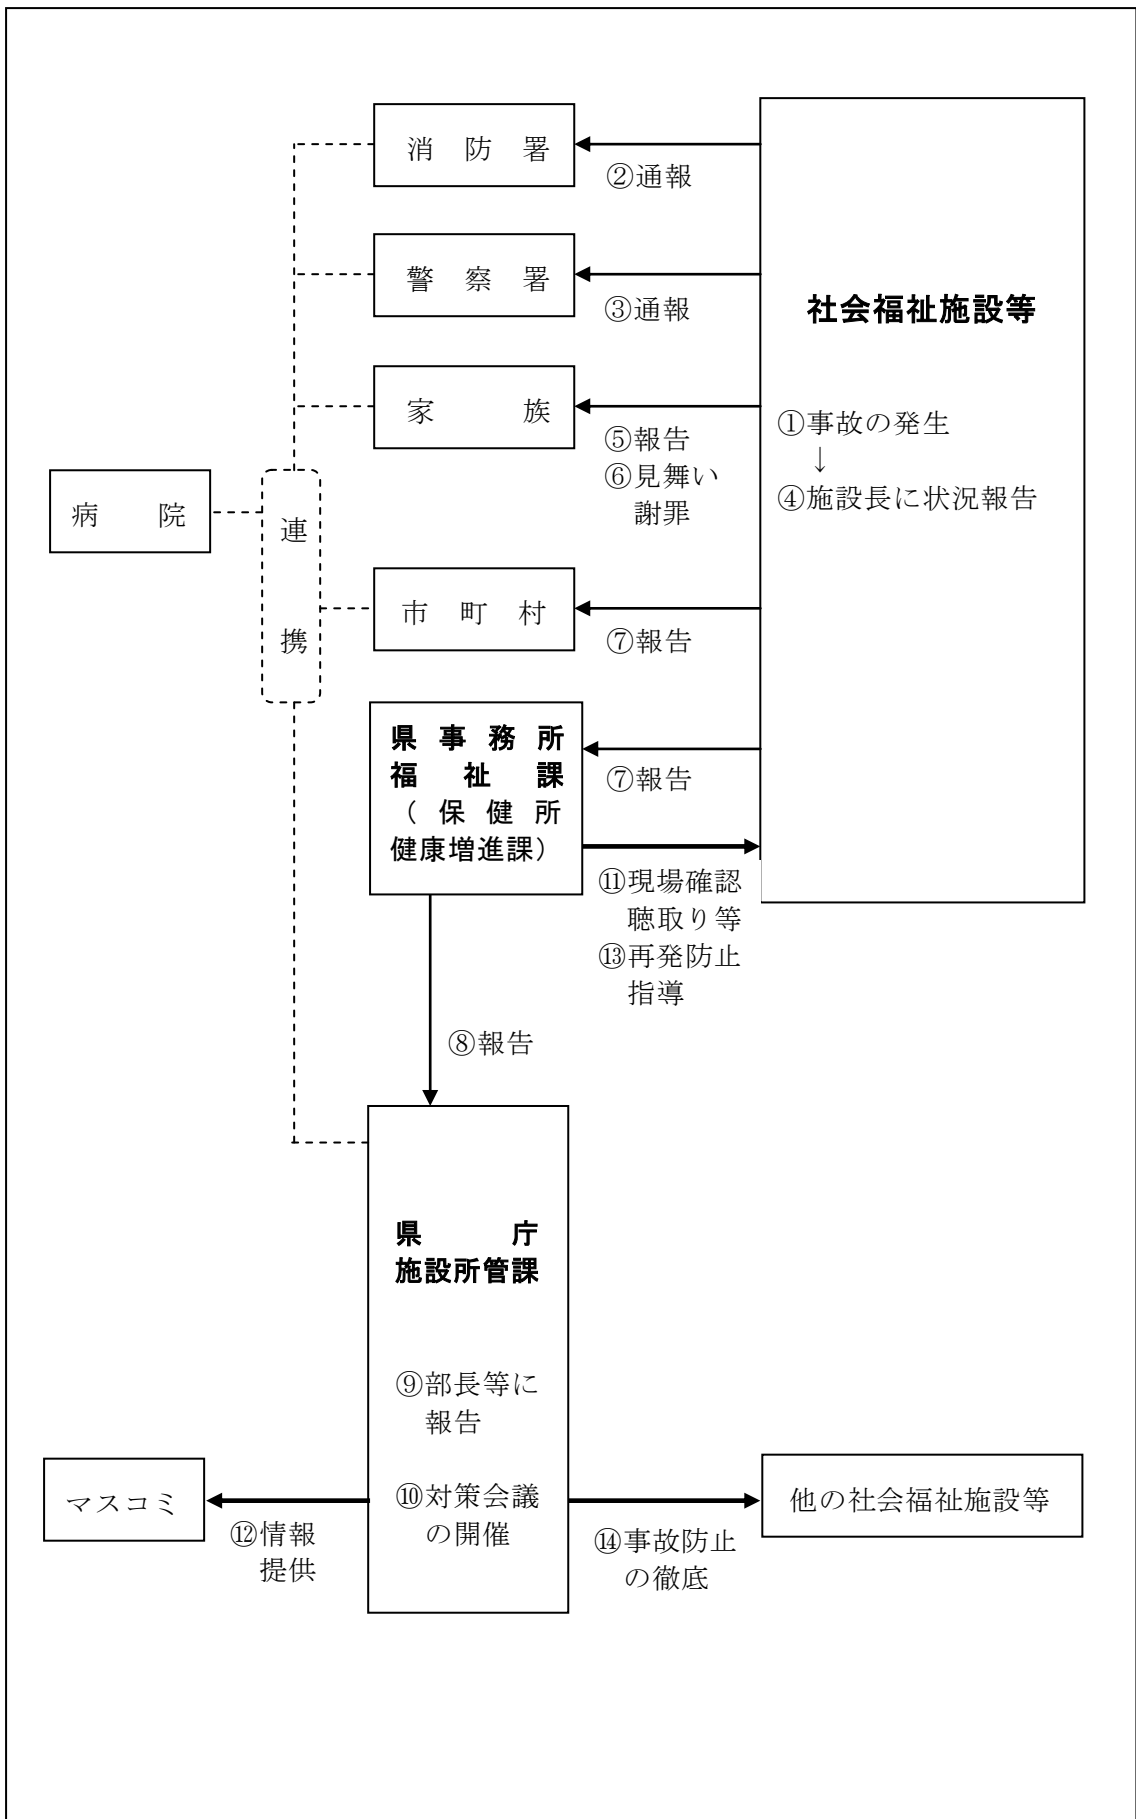 消防署
②通報
警察署
③通報
社会福祉施設等
家族
⑤報告
⑥見舞い
謝罪
①事故の発生
↓
④施設長に状況報告
病院
連
携
市町村
⑦報告
県事務所
福祉課
（保健所
健康増進課）
⑦報告
⑪現場確認
聴取り等
⑬再発防止
指導
⑧報告
県庁
施設所管課
⑨部長等に
報告
⑩対策会議
の開催
マスコミ
⑫情報
提供
他の社会福祉施設等
⑭事故防止
の徹底